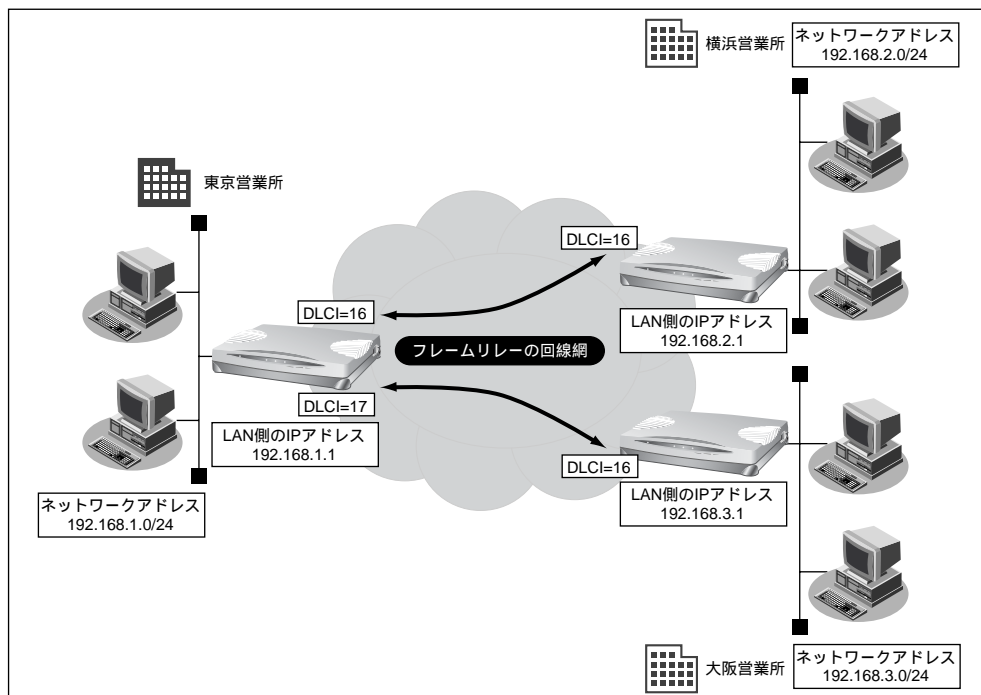 横浜営業所
ネットワークアドレス
192.168.2.0/24
東京営業所
DLCI=16
DLCI=16
LAN側のIPアドレス
192.168.2.1
フレームリレーの回線網
DLCI=17
LAN側のIPアドレス
192.168.1.1
DLCI=16
LAN側のIPアドレス
192.168.3.1
ネットワークアドレス
192.168.1.0/24
大阪営業所
ネットワークアドレス
192.168.3.0/24